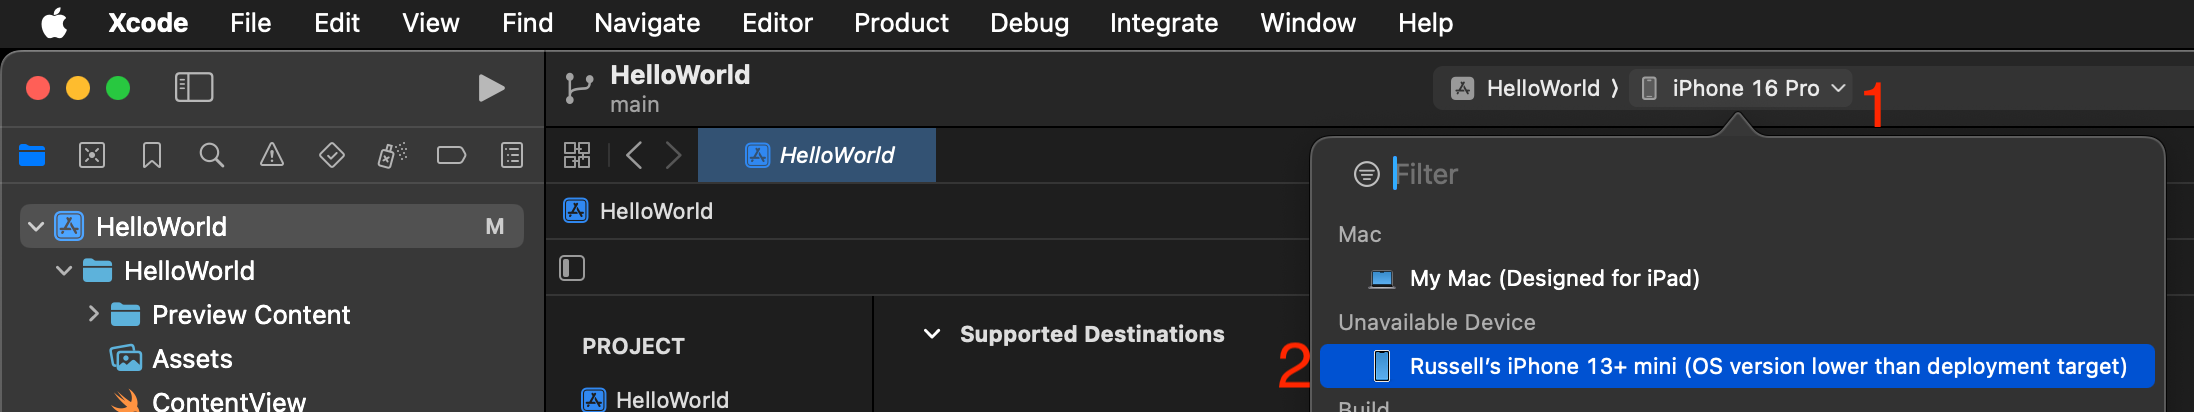 Xcode File Edit View Find Navigate Editor Product Debug Integrate Window Help
HelloWorld
main
HelloWorld ⟩ iPhone 16 Pro
1
HelloWorld
Filter
HelloWorld M
HelloWorld
Mac
HelloWorld
My Mac (Designed for iPad)
Preview Content
Unavailable Device
Supported Destinations
PROJECT
Assets
2
Russell’s iPhone 13+ mini (OS version lower than deployment target)
HelloWorld
ContentView
Build